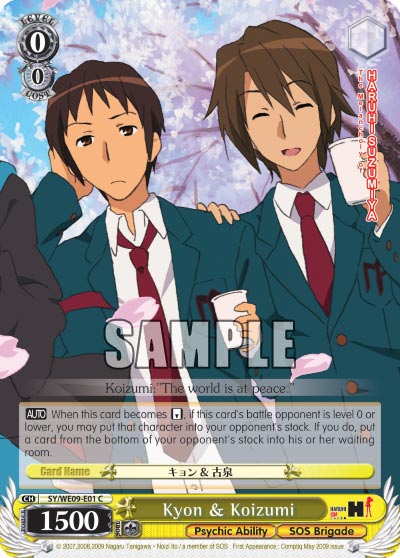 LEVEL
0
0
COST
The Melancholy of
HARUHI SUZUMIYA
SAMPLE
Koizumi:"The world is at peace."
AUTO When this card becomes , if this card's battle opponent is level 0 or
lower, you may put that character into your opponent's stock. If you do, put
a card from the bottom of your opponent's stock into his or her waiting
room.
Card Name
キョン & 古泉
CH SY/WE09-E01 C
POWER
1500
SOUL
Kyon & Koizumi
HARUHI
H
Psychic Ability
SOS Brigade
© 2007,2008,2009 Nagaru Tanigawa • Noizi Ito / a member of SOS First Appearance : Comptiq May 2009 issue.